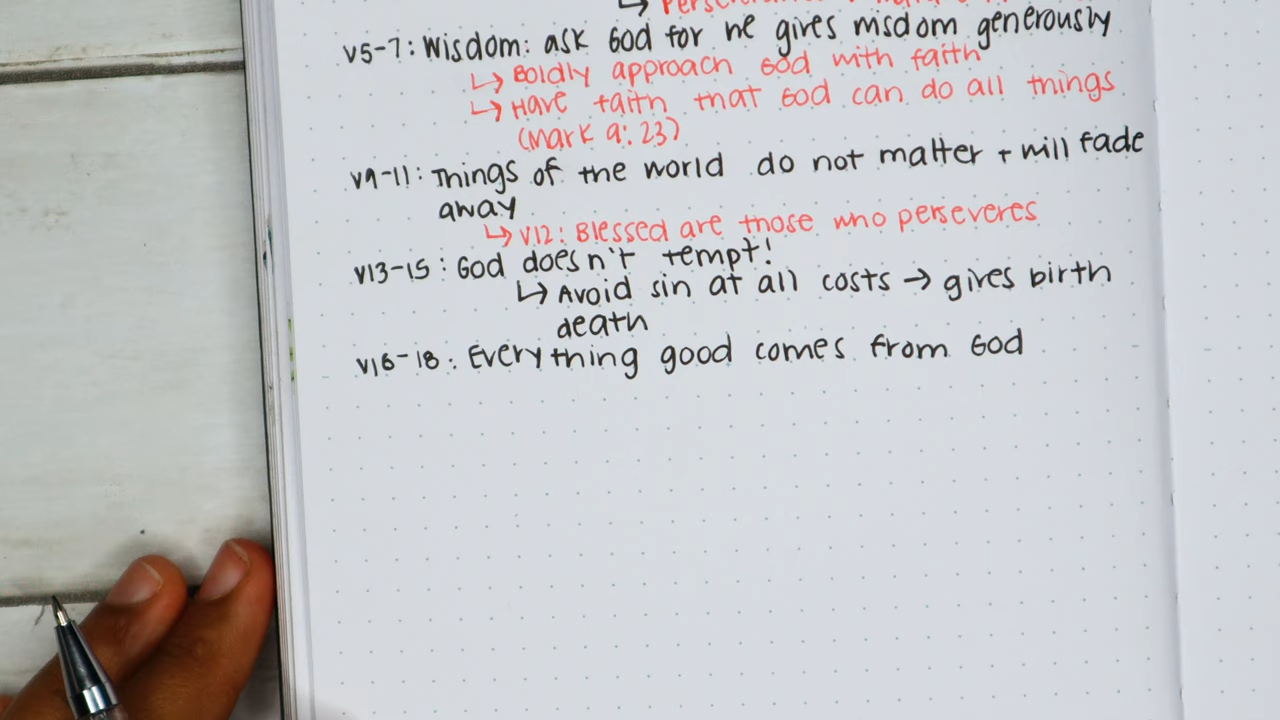 v5-7: Wisdom: ask God for he gives wisdom generously
↳ Boldly approach God with faith
↳ Have faith that God can do all things
(Mark 9:23)
v9-11: Things of the world do not matter + will fade
away
↳ V12: Blessed are those who perseveres
v13-15: God doesn't tempt!
↳ Avoid sin at all costs → gives birth
death
v16-18: Everything good comes from God